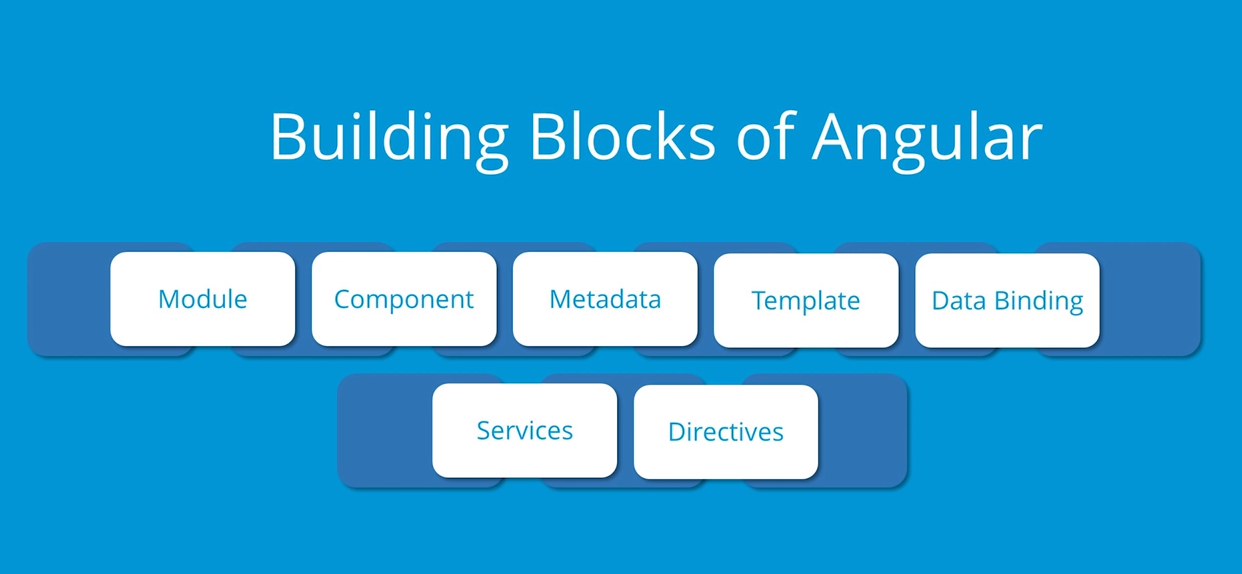 Building Blocks of Angular
Module
Component
Metadata
Template
Data Binding
Services
Directives